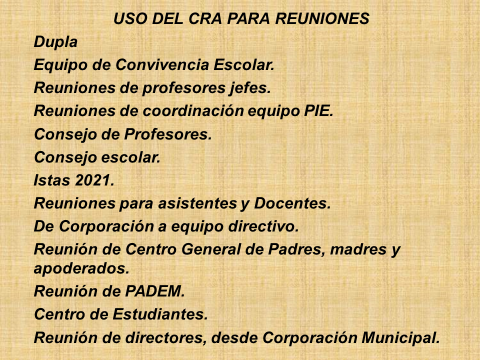 USO DEL CRA PARA REUNIONES
Dupla
Equipo de Convivencia Escolar.
Reuniones de profesores jefes.
Reuniones de coordinación equipo PIE.
Consejo de Profesores.
Consejo escolar.
Istas 2021.
Reuniones para asistentes y Docentes.
De Corporación a equipo directivo.
Reunión de Centro General de Padres, madres y
apoderados.
Reunión de PADEM.
Centro de Estudiantes.
Reunión de directores, desde Corporación Municipal.